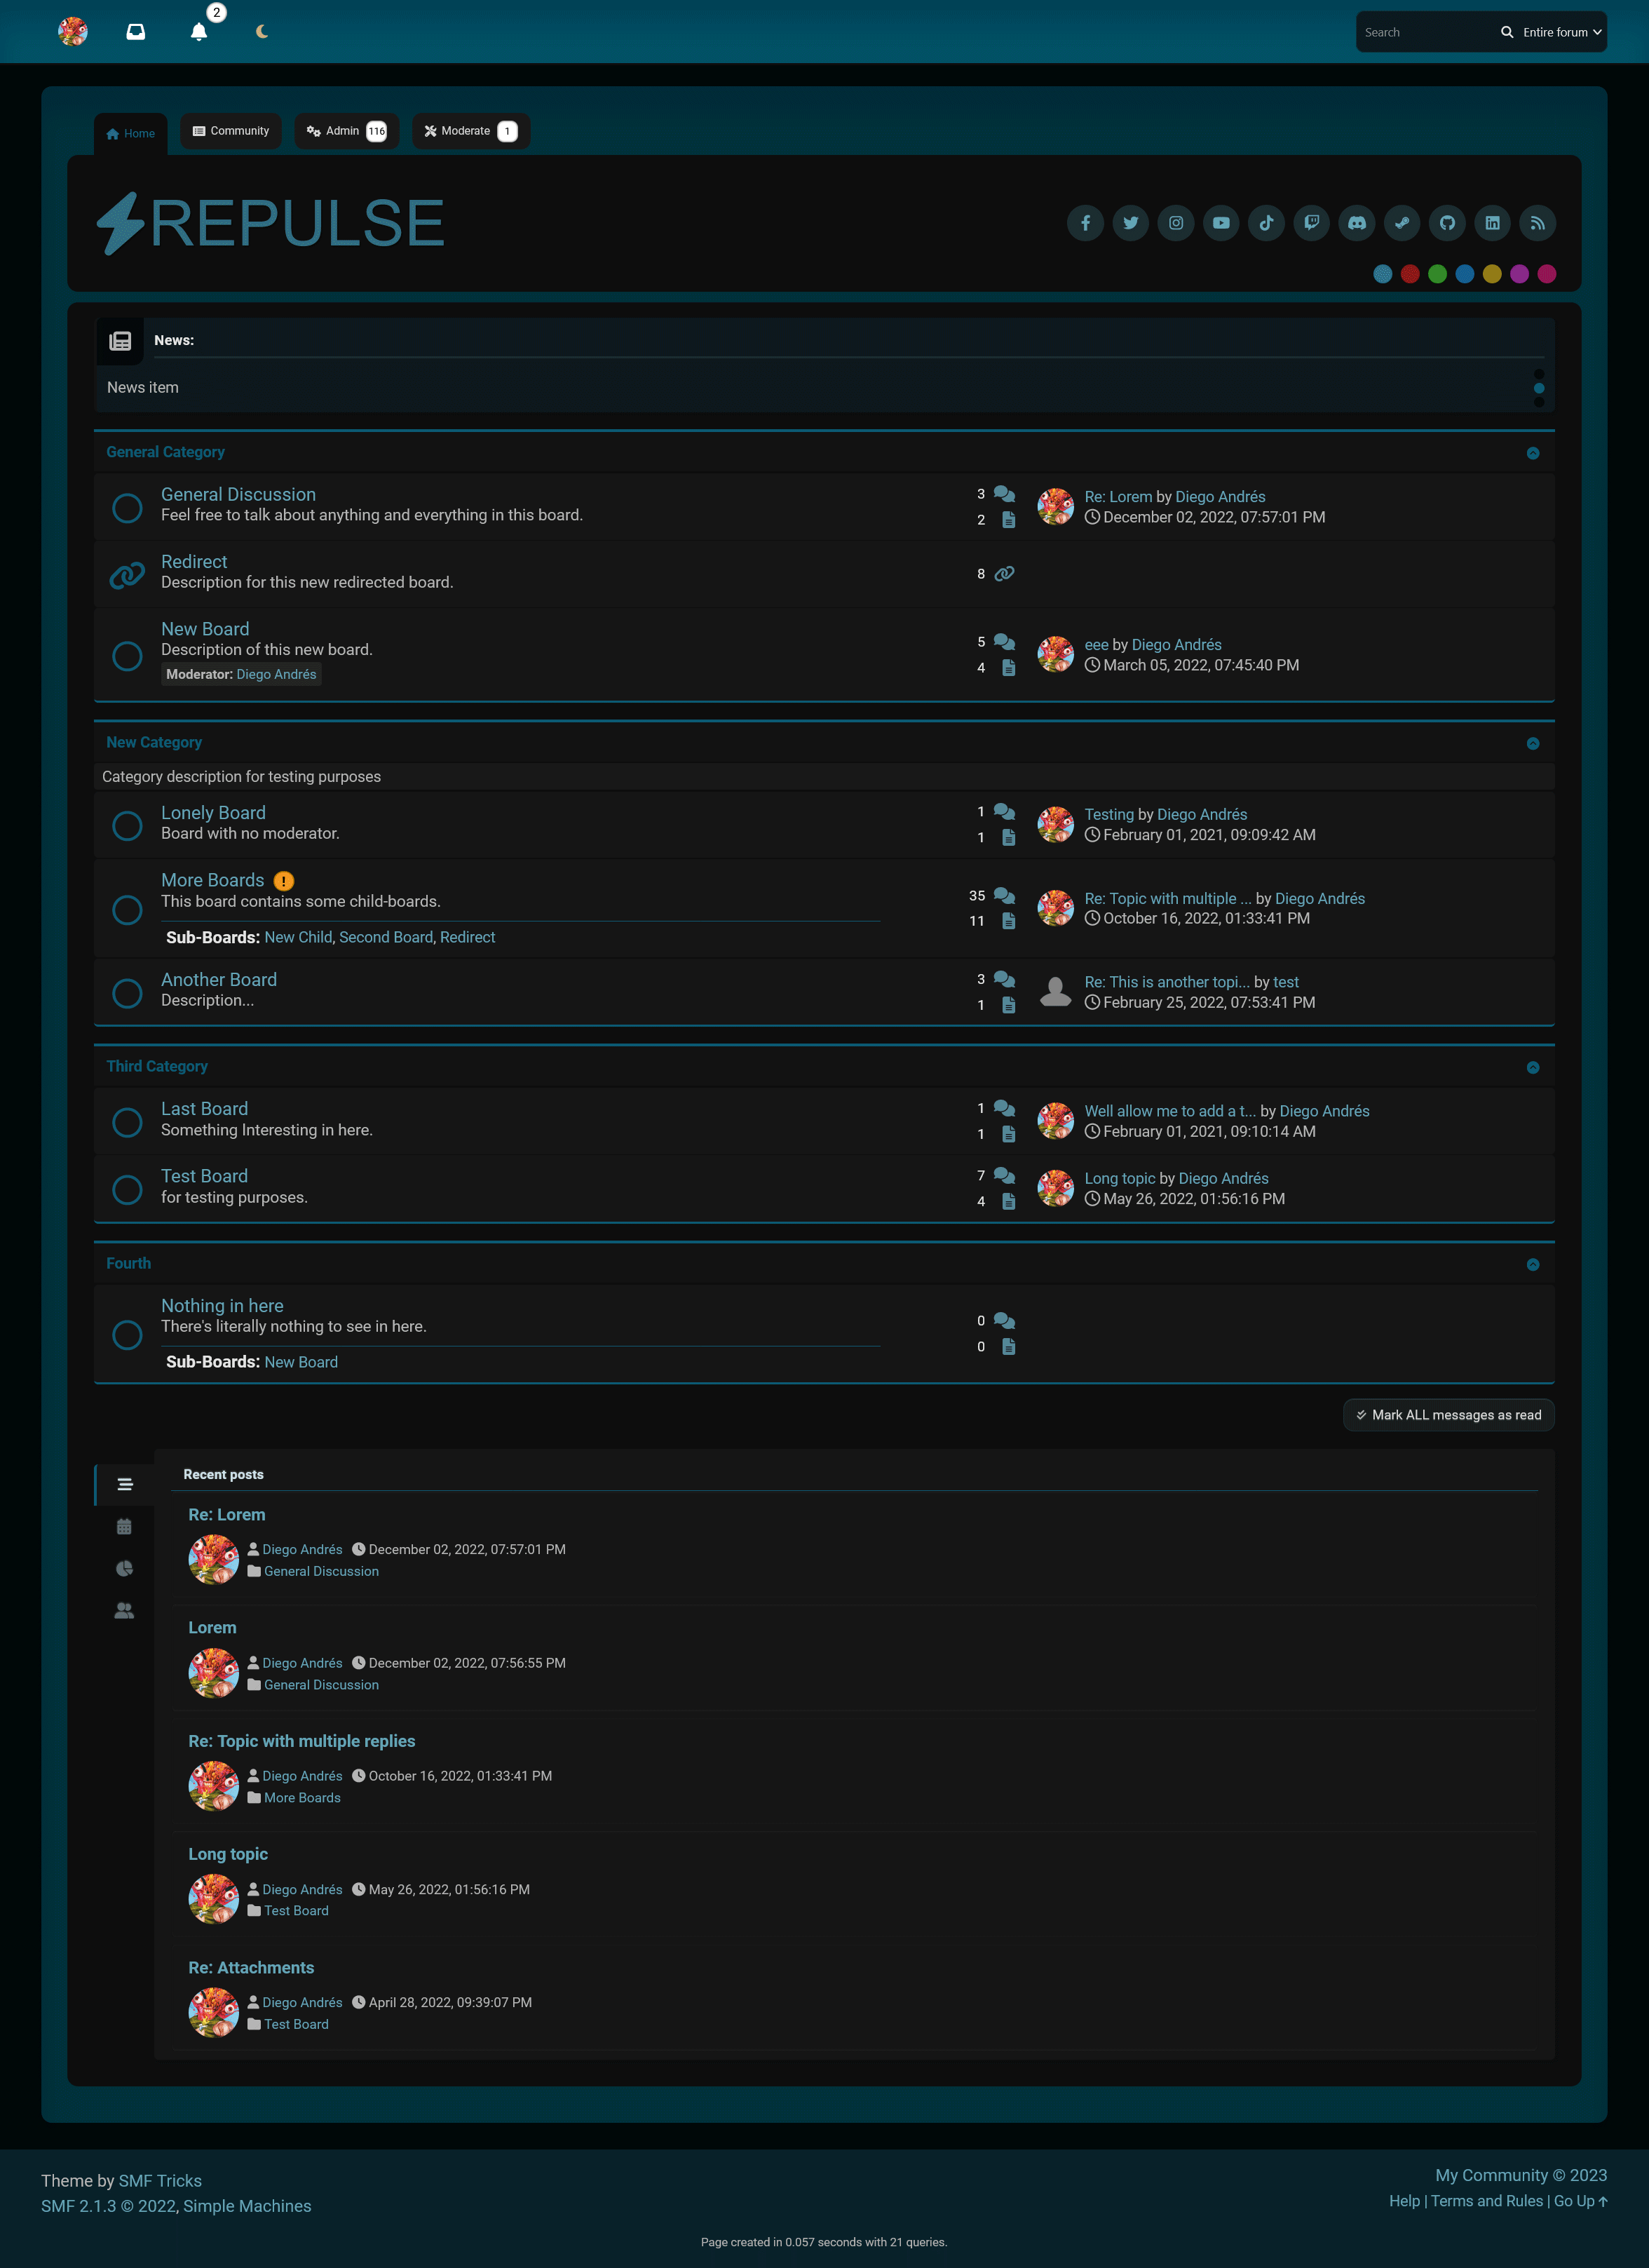 2
Search
Entire forum
Home
Community
Admin 116
Moderate 1
REPULSE
News:
News item
General Category
General Discussion
Feel free to talk about anything and everything in this board.
3
2
Re: Lorem by Diego Andrés
December 02, 2022, 07:57:01 PM
Redirect
Description for this new redirected board.
8
New Board
Description of this new board.
Moderator: Diego Andrés
5
4
eee by Diego Andrés
March 05, 2022, 07:45:40 PM
New Category
Category description for testing purposes
Lonely Board
Board with no moderator.
1
1
Testing by Diego Andrés
February 01, 2021, 09:09:42 AM
More Boards
This board contains some child-boards.
Sub-Boards: New Child, Second Board, Redirect
35
11
Re: Topic with multiple ... by Diego Andrés
October 16, 2022, 01:33:41 PM
Another Board
Description...
3
1
Re: This is another topi... by test
February 25, 2022, 07:53:41 PM
Third Category
Last Board
Something Interesting in here.
1
1
Well allow me to add a t... by Diego Andrés
February 01, 2021, 09:10:14 AM
Test Board
for testing purposes.
7
4
Long topic by Diego Andrés
May 26, 2022, 01:56:16 PM
Fourth
Nothing in here
There's literally nothing to see in here.
Sub-Boards: New Board
0
0
Mark ALL messages as read
Recent posts
Re: Lorem
Diego Andrés December 02, 2022, 07:57:01 PM
General Discussion
Lorem
Diego Andrés December 02, 2022, 07:56:55 PM
General Discussion
Re: Topic with multiple replies
Diego Andrés October 16, 2022, 01:33:41 PM
More Boards
Long topic
Diego Andrés May 26, 2022, 01:56:16 PM
Test Board
Re: Attachments
Diego Andrés April 28, 2022, 09:39:07 PM
Test Board
Theme by SMF Tricks
SMF 2.1.3 © 2022, Simple Machines
My Community © 2023
Help | Terms and Rules | Go Up
Page created in 0.057 seconds with 21 queries.